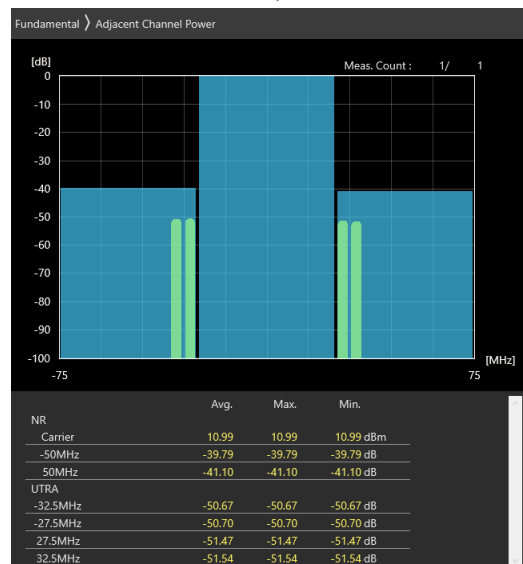 Fundamental 〉 Adjacent Channel Power
[dB]
Meas. Count : 1/ 1
0
-10
-20
-30
-40
-50
-60
-70
-80
-90
-100
[MHz]
-75 75
Avg. Max. Min.
NR
Carrier 10.99 10.99 10.99 dBm
-50MHz -39.79 -39.79 -39.79 dB
50MHz -41.10 -41.10 -41.10 dB
UTRA
-32.5MHz -50.67 -50.67 -50.67 dB
-27.5MHz -50.70 -50.70 -50.70 dB
27.5MHz -51.47 -51.47 -51.47 dB
32.5MHz -51.54 -51.54 -51.54 dB